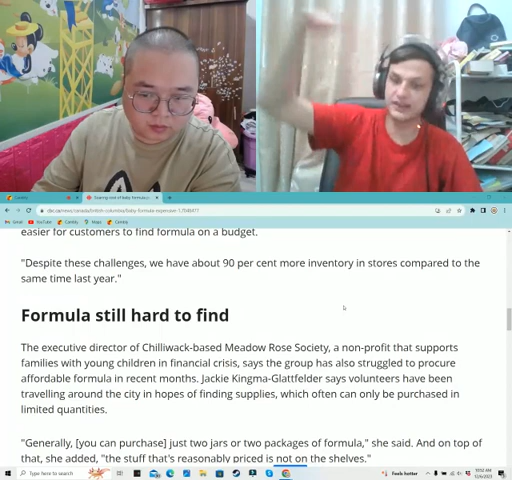 easier for customers to find formula on a budget.
"Despite these challenges, we have about 90 per cent more inventory in stores compared to the
same time last year."
Formula still hard to find
The executive director of Chilliwack-based Meadow Rose Society, a non-profit that supports
families with young children in financial crisis, says the group has also struggled to procure
affordable formula in recent months. Jackie Kingma-Glattfelder says volunteers have been
travelling around the city in hopes of finding supplies, which often can only be purchased in
limited quantities.
"Generally, [you can purchase] just two jars or two packages of formula," she said. And on top of
that, she added, "the stuff that's reasonably priced is not on the shelves."
Type here to search
Feels hotter